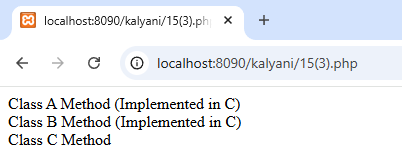 localhost:8090/kalyani/15(3).php
localhost:8090/kalyani/15(3).php
Class A Method (Implemented in C)
Class B Method (Implemented in C)
Class C Method